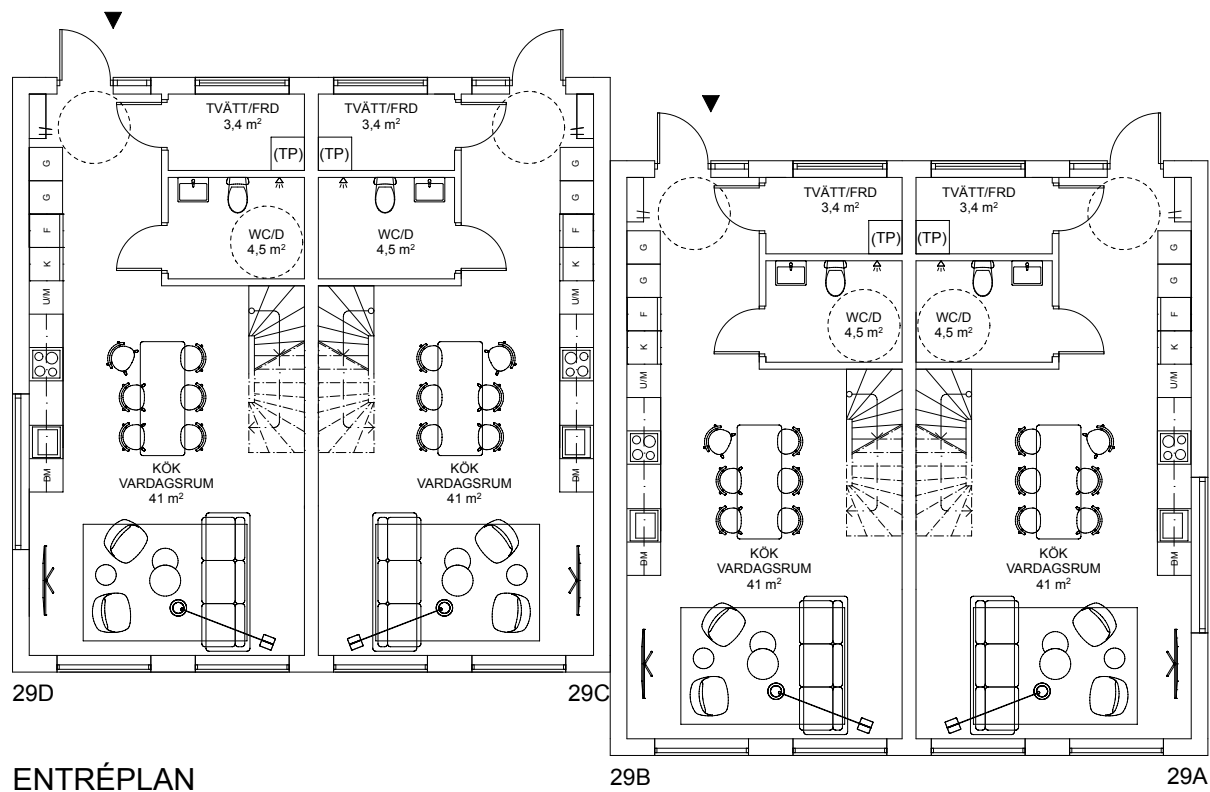 TVÄTT/FRD
3,4 m²
(TP)
WC/D
4,5 m²
G
G
F
K
U/M
DM
KÖK
VARDAGSRUM
41 m²
29D
TVÄTT/FRD
3,4 m²
(TP)
WC/D
4,5 m²
G
G
F
K
U/M
DM
KÖK
VARDAGSRUM
41 m²
29C
TVÄTT/FRD
3,4 m²
(TP)
WC/D
4,5 m²
G
G
F
K
U/M
DM
KÖK
VARDAGSRUM
41 m²
29B
TVÄTT/FRD
3,4 m²
(TP)
WC/D
4,5 m²
G
G
F
K
U/M
DM
KÖK
VARDAGSRUM
41 m²
29A
ENTRÉPLAN